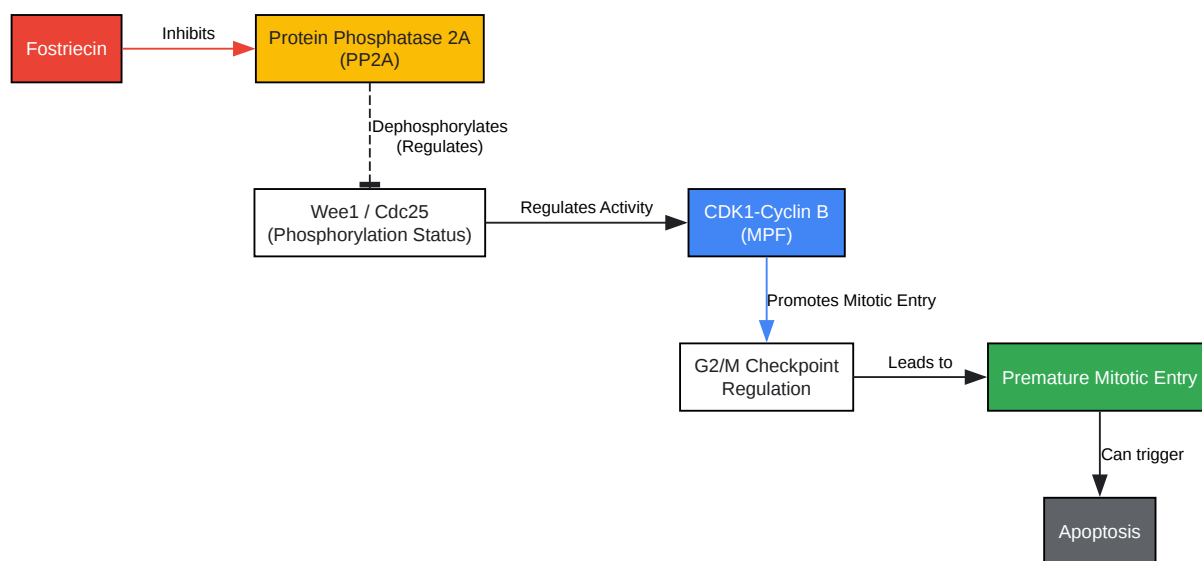 Fostriecin
Inhibits
Protein Phosphatase 2A
(PP2A)
Dephosphorylates
(Regulates)
Wee1 / Cdc25
(Phosphorylation Status)
Regulates Activity
CDK1-Cyclin B
(MPF)
Promotes Mitotic Entry
G2/M Checkpoint
Regulation
Leads to
Premature Mitotic Entry
Can trigger
Apoptosis